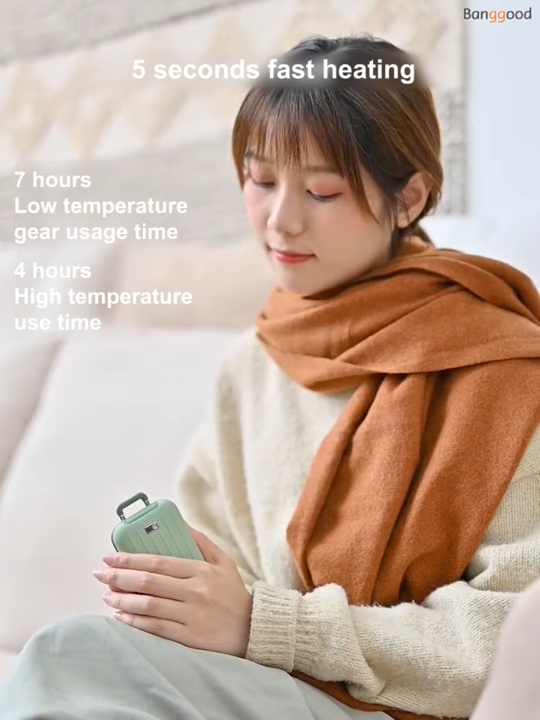 Banggood
5 seconds fast heating
7 hours
Low temperature
gear usage time
4 hours
High temperature
use time